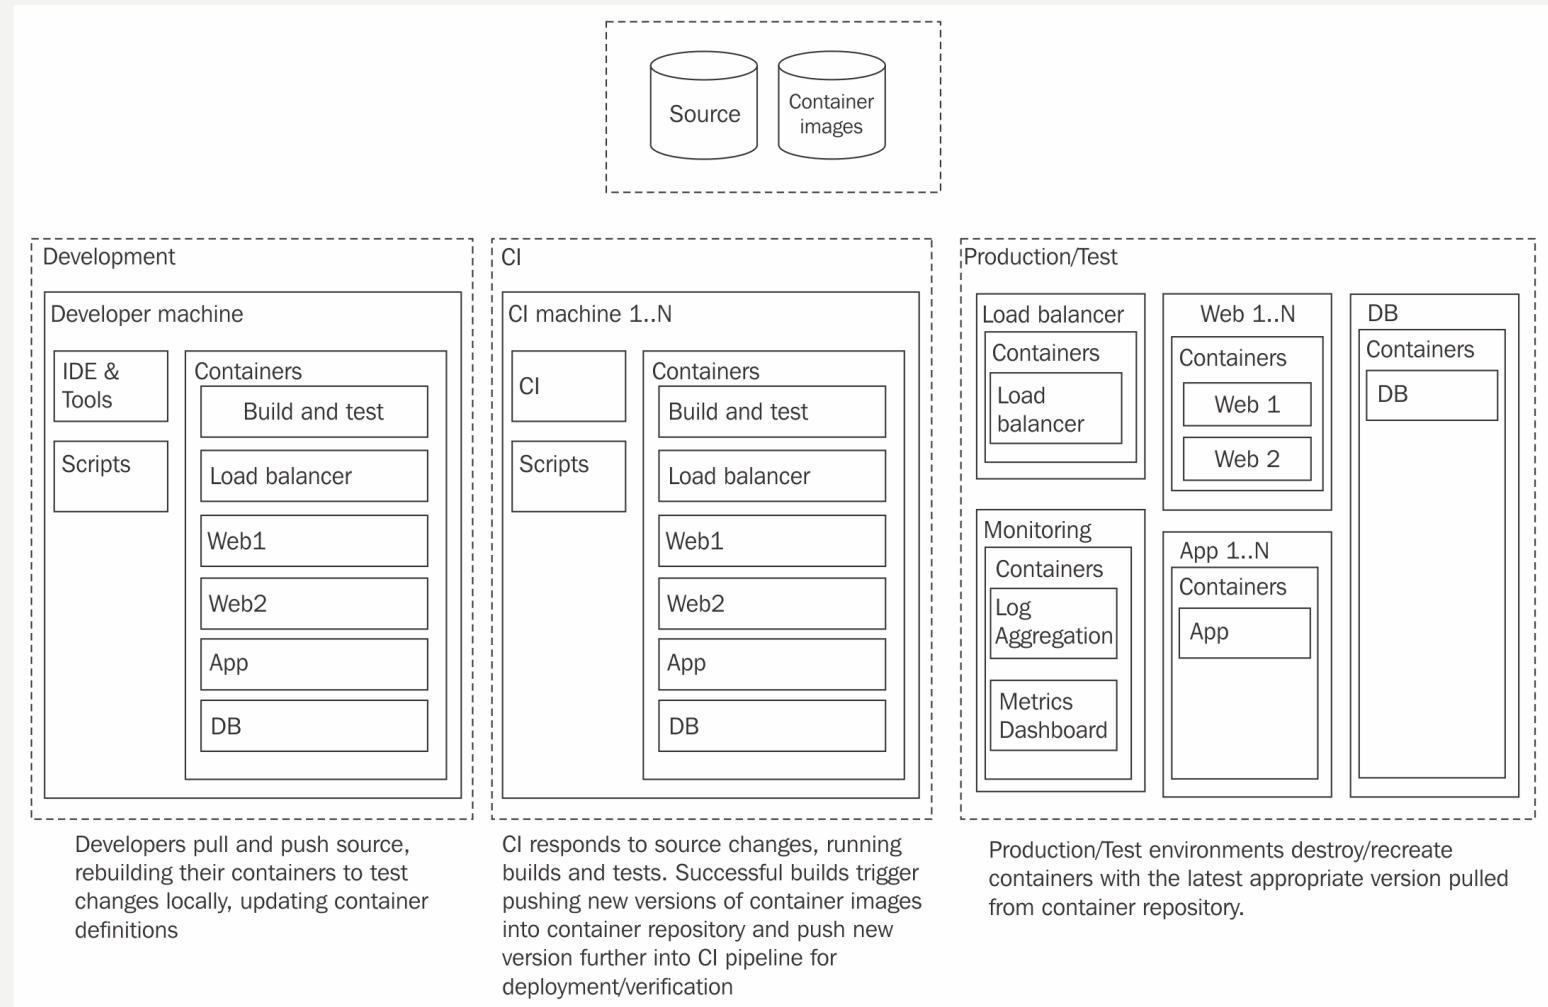 Source
Container
images
Development
Developer machine
IDE &
Tools
Scripts
Containers
Build and test
Load balancer
Web1
Web2
App
DB
Developers pull and push source,
rebuilding their containers to test
changes locally, updating container
definitions
CI
CI machine 1..N
CI
Scripts
Containers
Build and test
Load balancer
Web1
Web2
App
DB
CI responds to source changes, running
builds and tests. Successful builds trigger
pushing new versions of container images
into container repository and push new
version further into CI pipeline for
deployment/verification
Production/Test
Load balancer
Containers
Load
balancer
Monitoring
Containers
Log
Aggregation
Metrics
Dashboard
Web 1..N
Containers
Web 1
Web 2
App 1..N
Containers
App
DB
Containers
DB
Production/Test environments destroy/recreate
containers with the latest appropriate version pulled
from container repository.